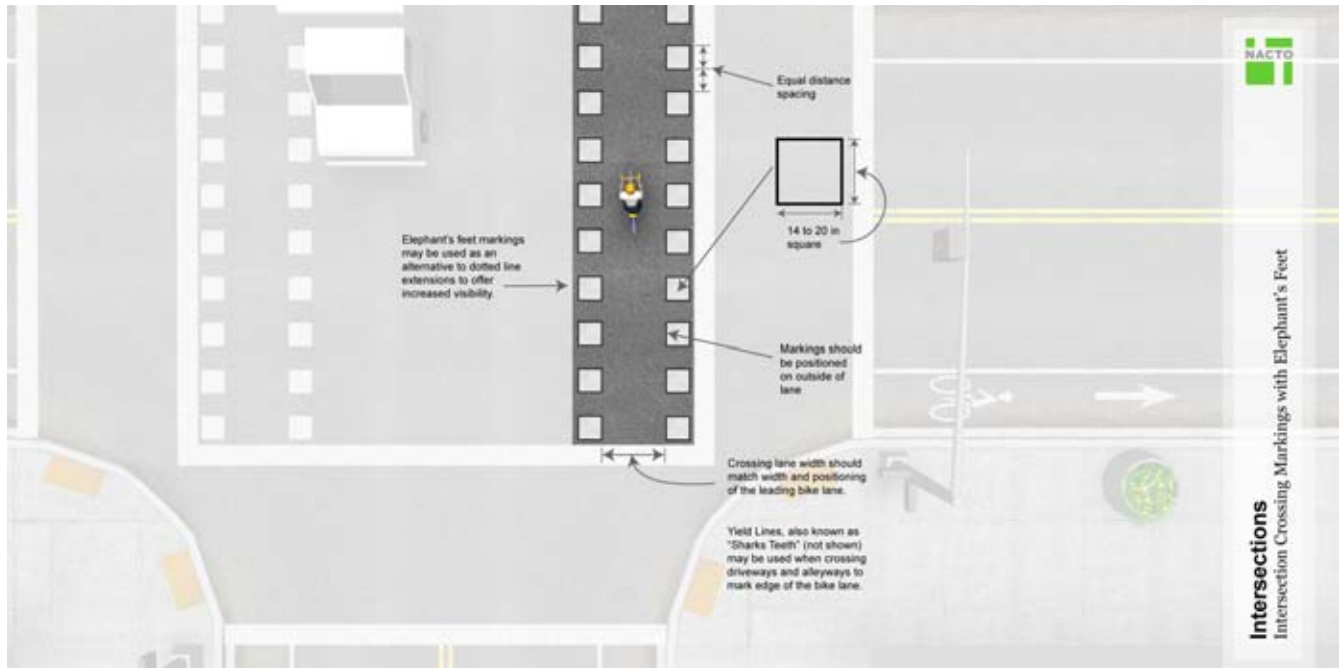 NACTO
Equal distance
spacing
14 to 20 in
square
Elephant's feet markings
may be used as an
alternative to dotted line
extensions to offer
increased visibility.
Markings should
be positioned
on outside of
lane
Crossing lane width should
match width and positioning
of the leading bike lane.
Yield Lines, also known as
"Sharks Teeth" (not shown)
may be used when crossing
driveways and alleyways to
mark edge of the bike lane.
Intersections
Intersection Crossing Markings with Elephant's Feet